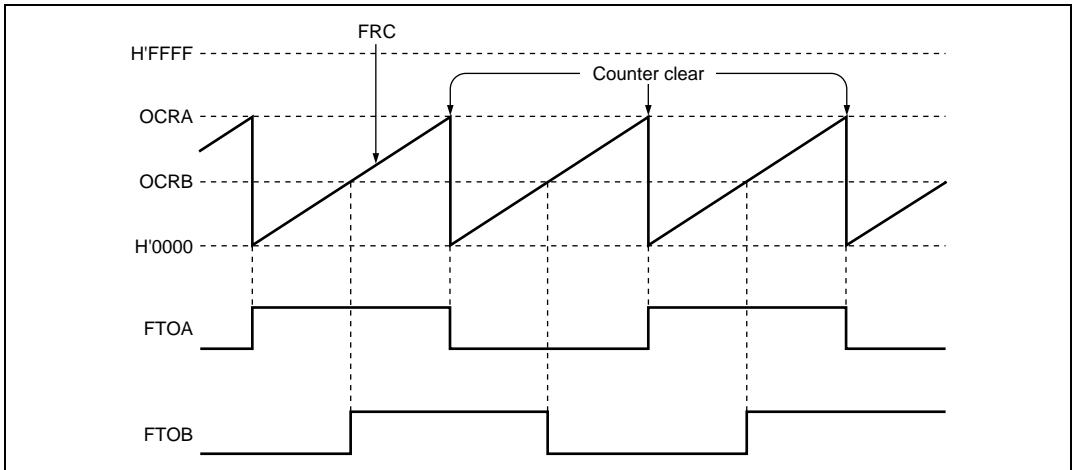 FRC
H'FFFF
Counter clear
OCRA
OCRB
H'0000
FTOA
FTOB